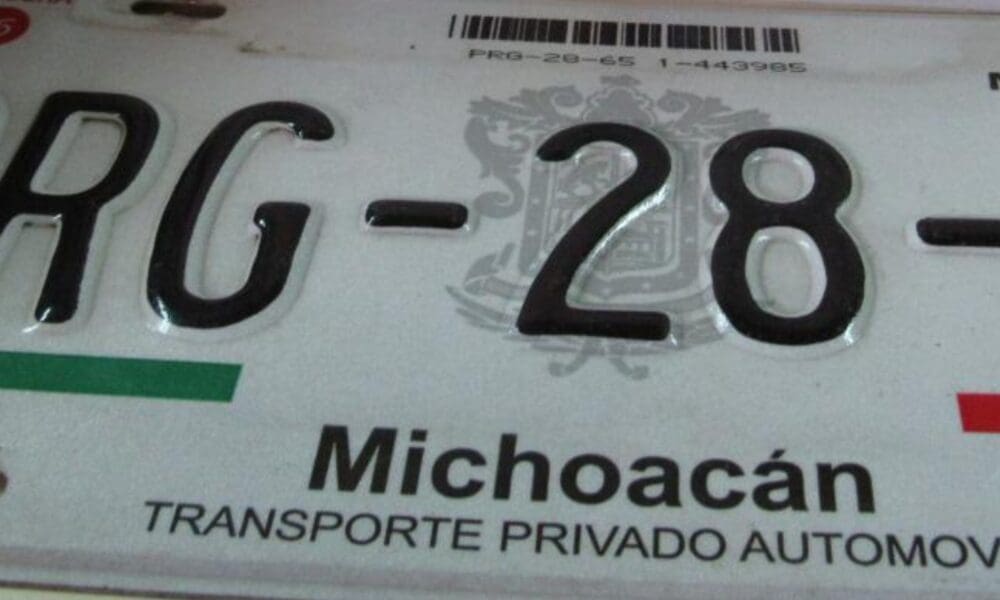 PRG-28-65 1-443985
RG-28-
Michoacán
TRANSPORTE PRIVADO AUTOMOV